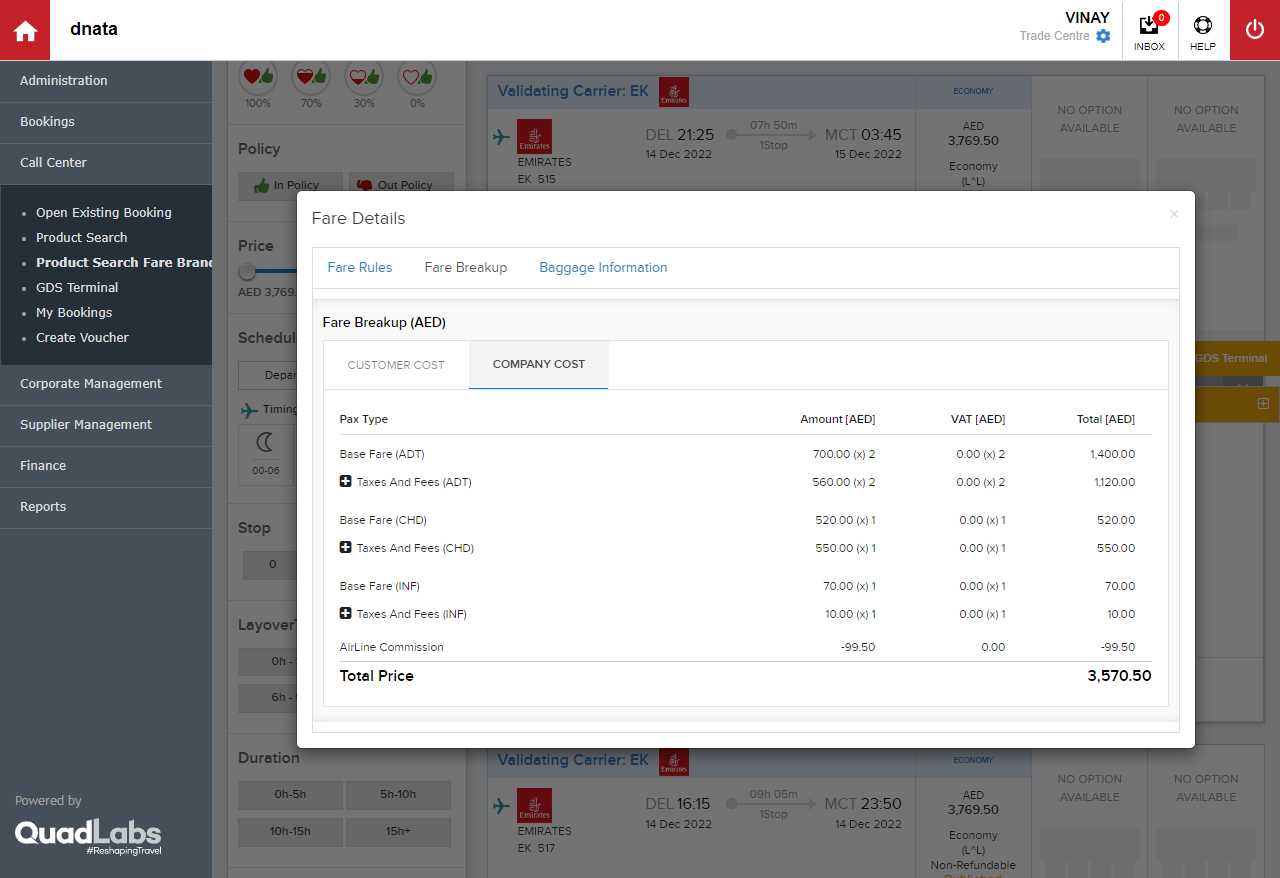 dnata
VINAY
Trade Centre
0
INBOX
HELP
Administration
Bookings
Call Center
Open Existing Booking
Product Search
Product Search Fare Brand
GDS Terminal
My Bookings
Create Voucher
Corporate Management
Supplier Management
Finance
Reports
Powered by
QuadLabs
#ReshapingTravel
100% 70% 30% 0%
Policy
In Policy Out Policy
Price
AED 3,769.
Schedul
Depar
Timing
00-06
Stop
0
Layover
0h -
6h -
Duration
0h-5h 5h-10h
10h-15h 15h+
Validating Carrier: EK Emirates ECONOMY
NO OPTION AVAILABLE
NO OPTION AVAILABLE
Emirates
EMIRATES
EK 515
DEL 21:25
14 Dec 2022
07h 50m
1Stop
MCT 03:45
15 Dec 2022
AED
3,769.50
Economy
(L^L)
GDS Terminal
Fare Details ×
Fare Rules Fare Breakup Baggage Information
Fare Breakup (AED)
CUSTOMER COST COMPANY COST
Pax Type Amount [AED] VAT [AED] Total [AED]
Base Fare (ADT) 700.00 (x) 2 0.00 (x) 2 1,400.00
Taxes And Fees (ADT) 560.00 (x) 2 0.00 (x) 2 1,120.00
Base Fare (CHD) 520.00 (x) 1 0.00 (x) 1 520.00
Taxes And Fees (CHD) 550.00 (x) 1 0.00 (x) 1 550.00
Base Fare (INF) 70.00 (x) 1 0.00 (x) 1 70.00
Taxes And Fees (INF) 10.00 (x) 1 0.00 (x) 1 10.00
AirLine Commission -99.50 0.00 -99.50
Total Price 3,570.50
Validating Carrier: EK Emirates ECONOMY
NO OPTION AVAILABLE
NO OPTION AVAILABLE
Emirates
EMIRATES
EK 517
DEL 16:15
14 Dec 2022
09h 05m
1Stop
MCT 23:50
14 Dec 2022
AED
3,769.50
Economy
(L^L)
Non-Refundable
Published